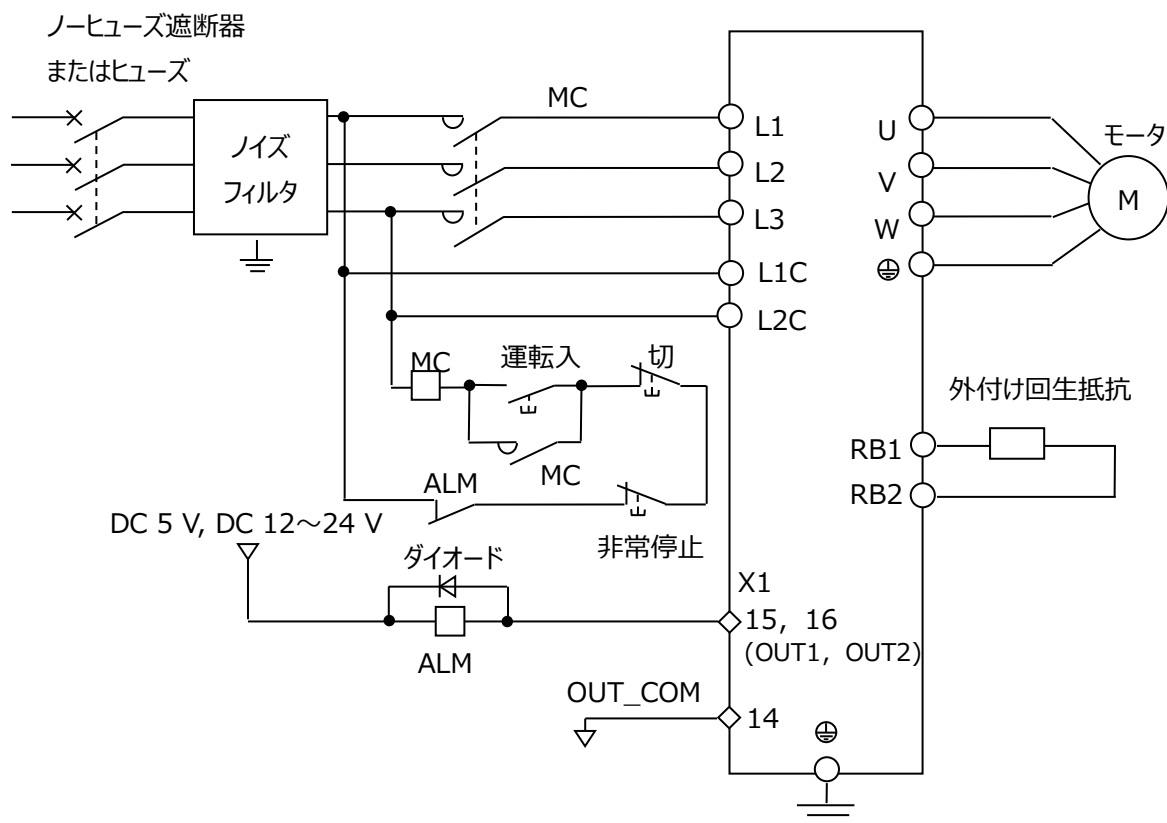 ノーヒューズ遮断器
またはヒューズ
ノイズ
フィルタ
MC
L1
L2
L3
L1C
L2C
U
V
W
モータ
M
MC
運転入
切
MC
ALM
非常停止
外付け回生抵抗
RB1
RB2
DC 5 V, DC 12～24 V
ダイオード
ALM
X1
15, 16
(OUT1, OUT2)
OUT_COM
14